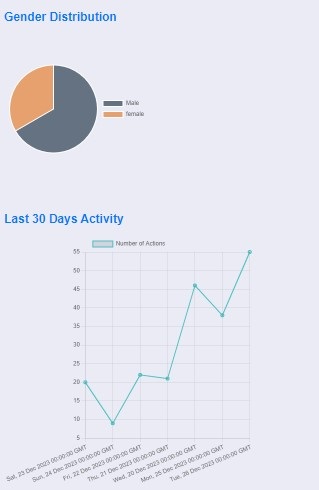 Gender Distribution
Male
female
Last 30 Days Activity
Number of Actions
55
50
45
40
35
30
25
20
15
10
5
Sat, 23 Dec 2023 00:00:00 GMT
Sun, 24 Dec 2023 00:00:00 GMT
Fri, 22 Dec 2023 00:00:00 GMT
Thu, 21 Dec 2023 00:00:00 GMT
Wed, 20 Dec 2023 00:00:00 GMT
Mon, 25 Dec 2023 00:00:00 GMT
Tue, 26 Dec 2023 00:00:00 GMT